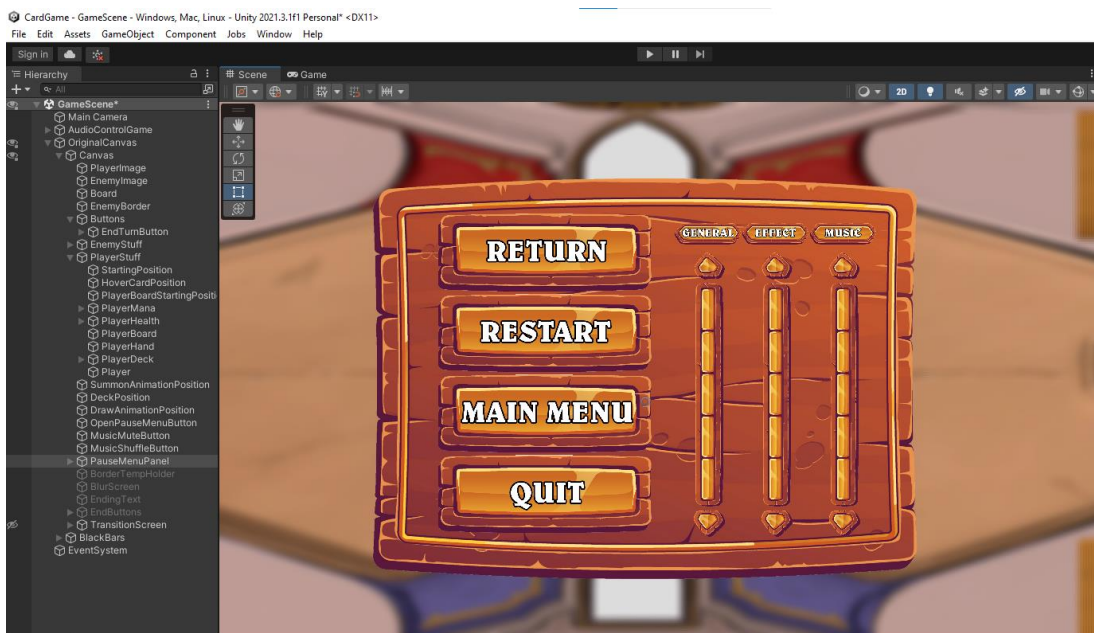 CardGame - GameScene - Windows, Mac, Linux - Unity 2021.3.1f1 Personal* <DX11>
File Edit Assets GameObject Component Jobs Window Help
Sign in
Hierarchy
Scene
Game
All
2D
GameScene*
Main Camera
AudioControlGame
OriginalCanvas
Canvas
PlayerImage
EnemyImage
Board
EnemyBorder
Buttons
EndTurnButton
EnemyStuff
PlayerStuff
StartingPosition
HoverCardPosition
PlayerBoardStartingPositi
PlayerMana
PlayerHealth
PlayerBoard
PlayerHand
PlayerDeck
Player
SummonAnimationPosition
DeckPosition
DrawAnimationPosition
OpenPauseMenuButton
MusicMuteButton
MusicShuffleButton
PauseMenuPanel
BorderTempHolder
BlurScreen
EndingText
EndButtons
TransitionScreen
BlackBars
EventSystem
RETURN
RESTART
MAIN MENU
QUIT
GENERAL EFFECT MUSIC